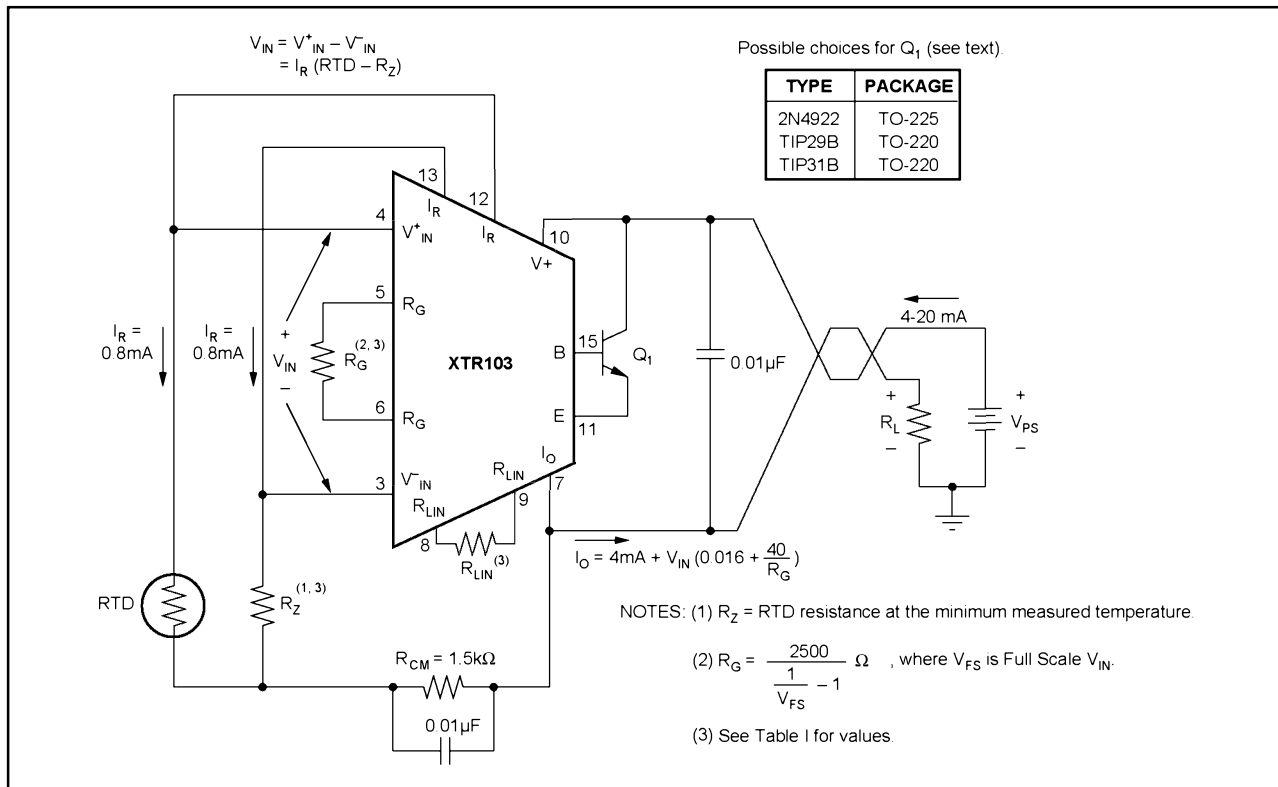 V_IN = V⁺_IN – V⁻_IN
= I_R (RTD – R_Z)
Possible choices for Q₁ (see text).
TYPE PACKAGE
2N4922 TO-225
TIP29B TO-220
TIP31B TO-220
13
I_R
12
I_R
4
V⁺_IN
10
V+
5
R_G
4-20 mA
I_R =
0.8mA
I_R =
0.8mA
+
V_IN
–
R_G (2, 3)
XTR103
B
15
Q₁
0.01µF
6
R_G
E
11
+
R_L
–
+
V_PS
–
3
V⁻_IN
I_O
7
R_LIN
9
R_LIN
8
R_LIN (3)
I_O = 4mA + V_IN (0.016 + 40/R_G)
RTD
R_Z (1, 3)
NOTES: (1) R_Z = RTD resistance at the minimum measured temperature.
R_CM = 1.5kΩ
0.01µF
(2) R_G = 2500 / (1/V_FS – 1) Ω , where V_FS is Full Scale V_IN.
(3) See Table I for values.